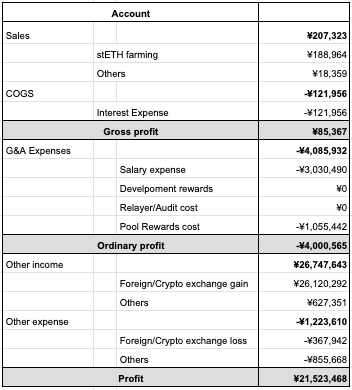 Account
Sales ¥207,323
stETH farming ¥188,964
Others ¥18,359
COGS -¥121,956
Interest Expense -¥121,956
Gross profit ¥85,367
G&A Expenses -¥4,085,932
Salary expense -¥3,030,490
Develpoment rewards ¥0
Relayer/Audit cost ¥0
Pool Rewards cost -¥1,055,442
Ordinary profit -¥4,000,565
Other income ¥26,747,643
Foreign/Crypto exchange gain ¥26,120,292
Others ¥627,351
Other expense -¥1,223,610
Foreign/Crypto exchange loss -¥367,942
Others -¥855,668
Profit ¥21,523,468